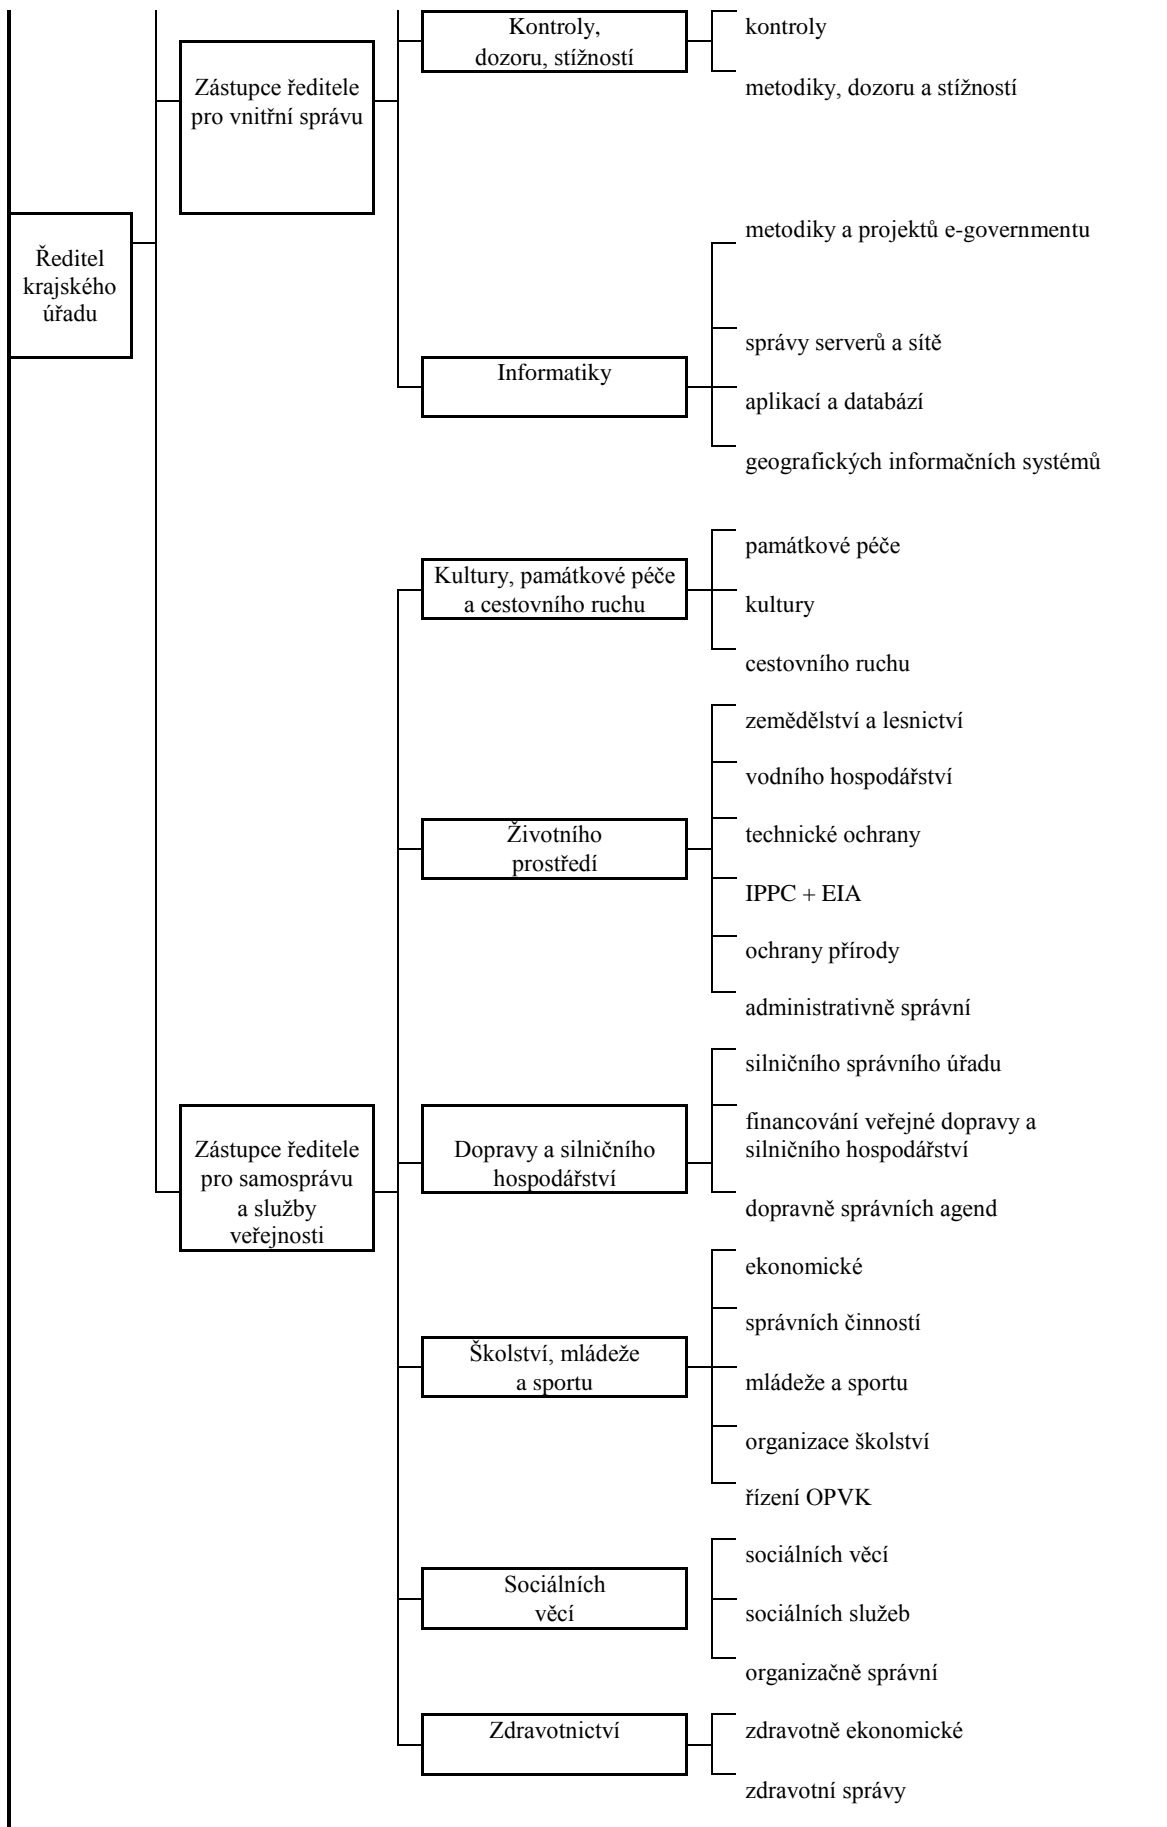 Kontroly,
dozoru, stížností
kontroly
metodiky, dozoru a stížností
Zástupce ředitele
pro vnitřní správu
Ředitel
krajského
úřadu
metodiky a projektů e-governmentu
správy serverů a sítě
Informatiky
aplikací a databází
geografických informačních systémů
Kultury, památkové péče
a cestovního ruchu
památkové péče
kultury
cestovního ruchu
Životního
prostředí
zemědělství a lesnictví
vodního hospodářství
technické ochrany
IPPC + EIA
ochrany přírody
administrativně správní
Zástupce ředitele
pro samosprávu
a služby
veřejnosti
Dopravy a silničního
hospodářství
silničního správního úřadu
financování veřejné dopravy a
silničního hospodářství
dopravně správních agend
Školství, mládeže
a sportu
ekonomické
správních činností
mládeže a sportu
organizace školství
řízení OPVK
Sociálních
věcí
sociálních věcí
sociálních služeb
organizačně správní
Zdravotnictví
zdravotně ekonomické
zdravotní správy